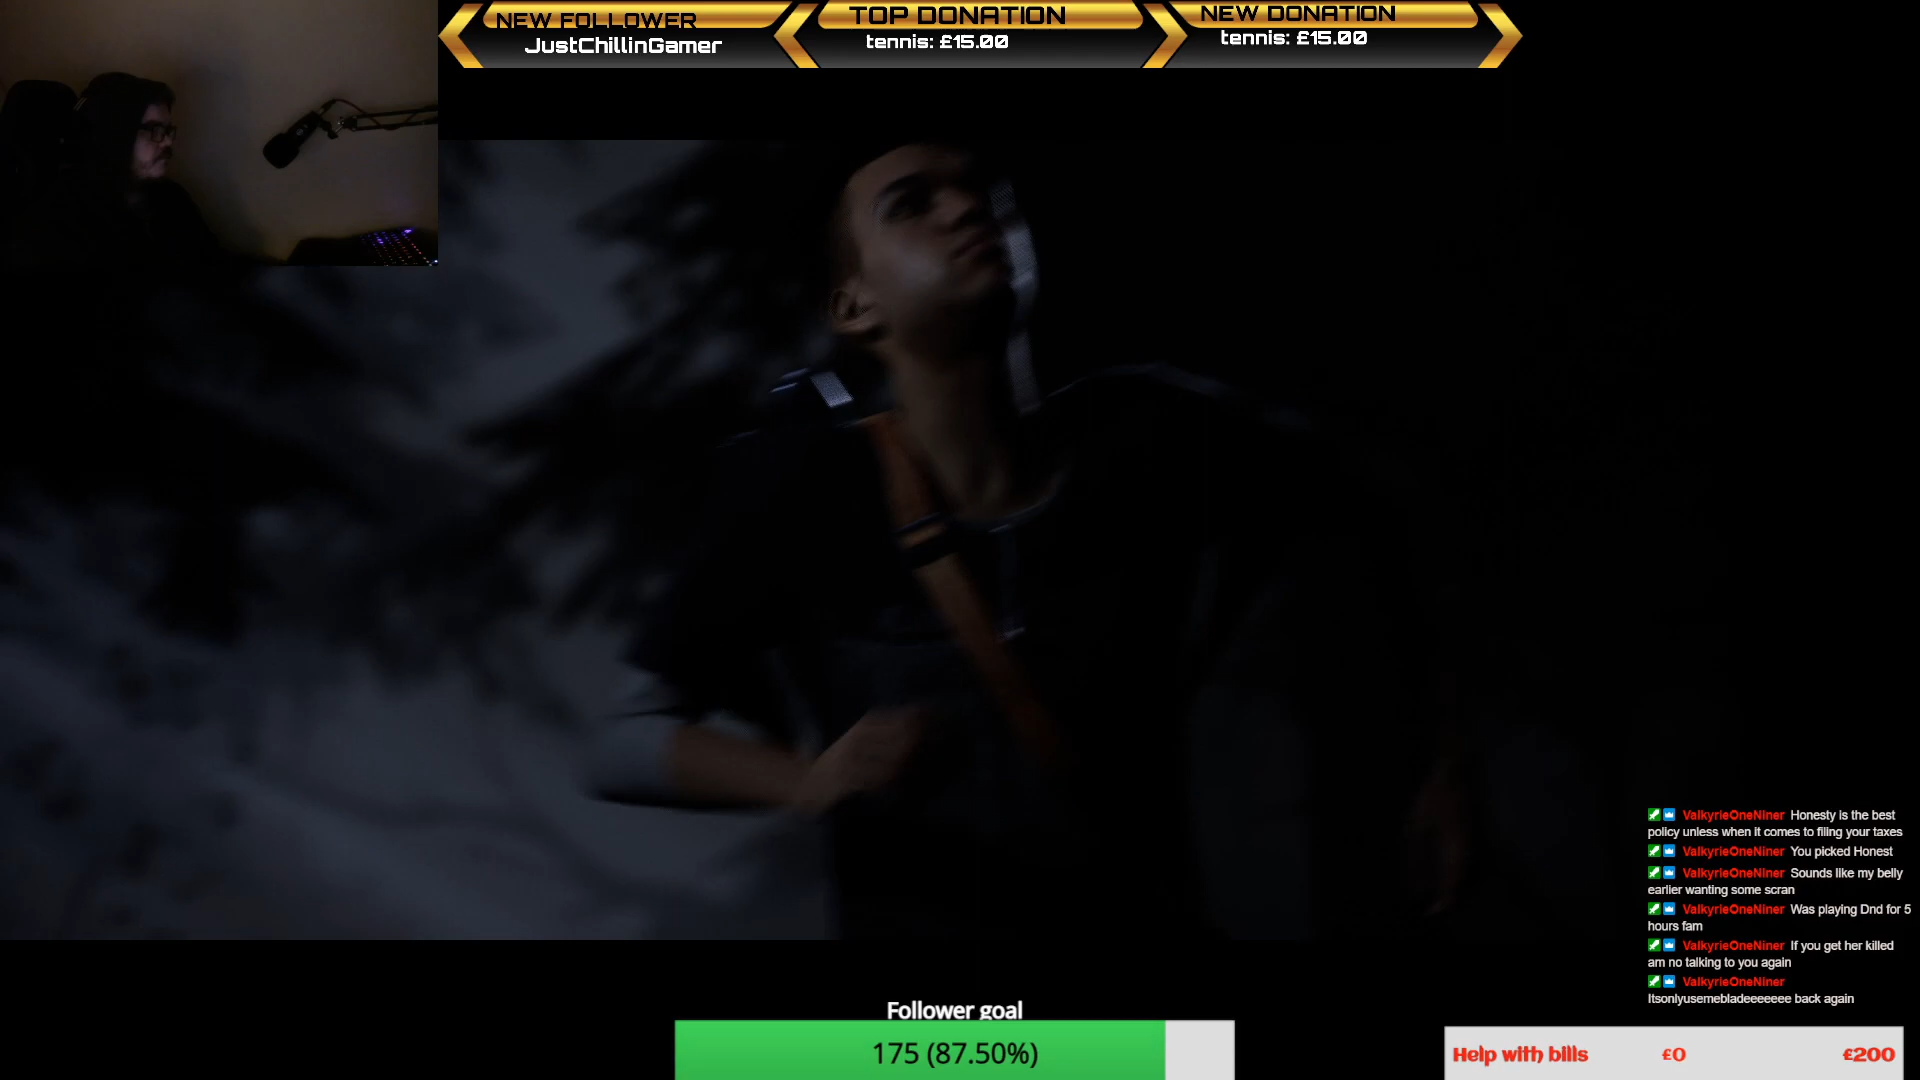 NEW FOLLOWER
JustChillinGamer
TOP DONATION
tennis: £15.00
NEW DONATION
tennis: £15.00
ValkyrieOneNiner Honesty is the best
policy unless when it comes to filing your taxes
ValkyrieOneNiner You picked Honest
ValkyrieOneNiner Sounds like my belly
earlier wanting some scran
ValkyrieOneNiner Was playing Dnd for 5
hours fam
ValkyrieOneNiner If you get her killed
am no talking to you again
ValkyrieOneNiner
Itsonlyusemebladeeeeeee back again
Follower goal
175 (87.50%)
Help with bills £0 £200